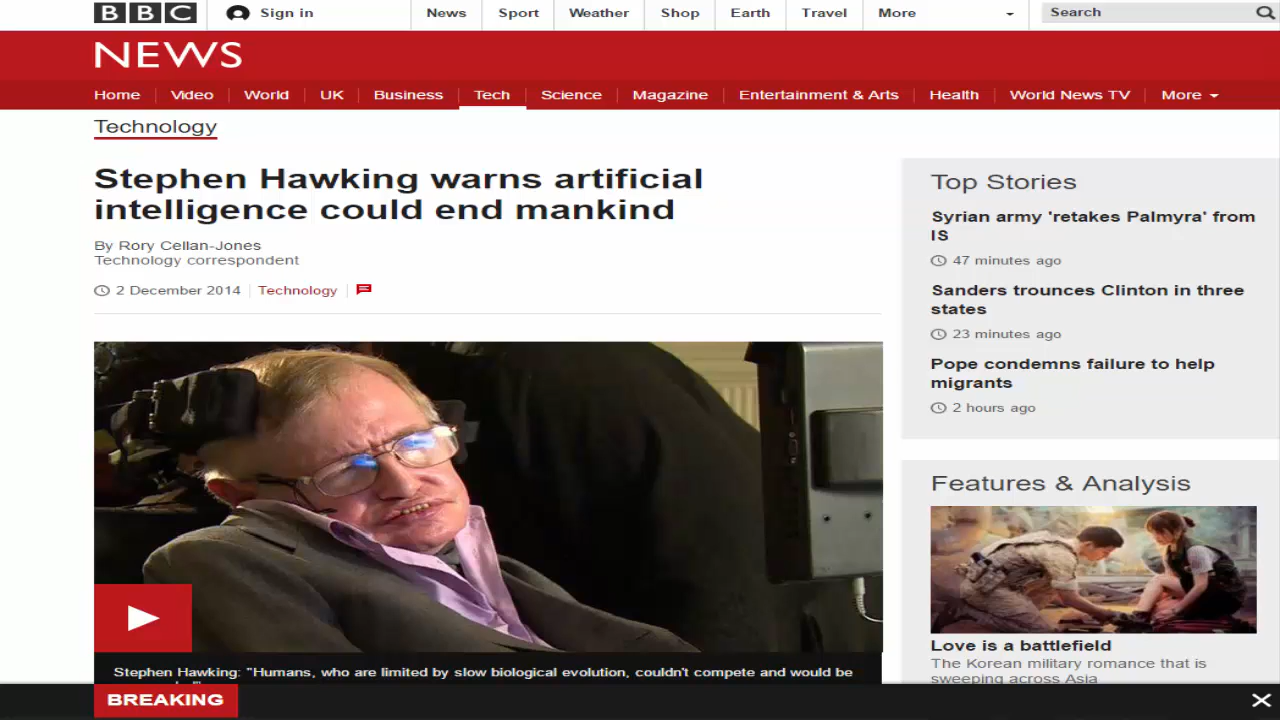 BBC Sign in News Sport Weather Shop Earth Travel More Search
NEWS
Home Video World UK Business Tech Science Magazine Entertainment & Arts Health World News TV More
Technology
Stephen Hawking warns artificial
intelligence could end mankind
By Rory Cellan-Jones
Technology correspondent
2 December 2014 Technology
Stephen Hawking: "Humans, who are limited by slow biological evolution, couldn't compete and would be
Top Stories
Syrian army 'retakes Palmyra' from
IS
47 minutes ago
Sanders trounces Clinton in three
states
23 minutes ago
Pope condemns failure to help
migrants
2 hours ago
Features & Analysis
Love is a battlefield
The Korean military romance that is
sweeping across Asia
BREAKING